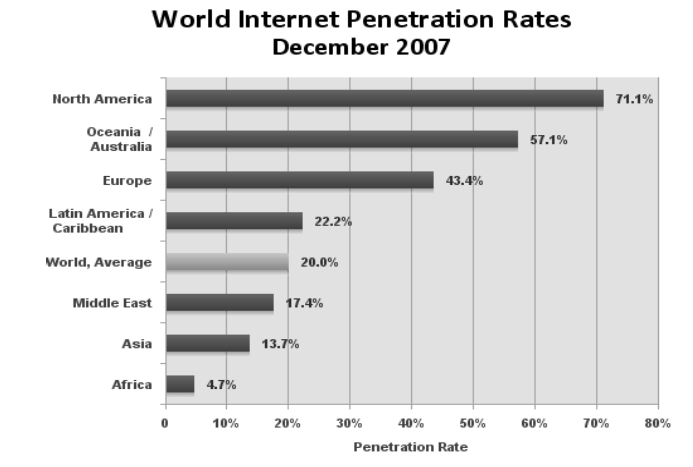 World Internet Penetration Rates
December 2007
North America
71.1%
Oceania /
Australia
57.1%
Europe
43.4%
Latin America /
Caribbean
22.2%
World, Average
20.0%
Middle East
17.4%
Asia
13.7%
Africa
4.7%
0 10% 20% 30% 40% 50% 60% 70% 80%
Penetration Rate